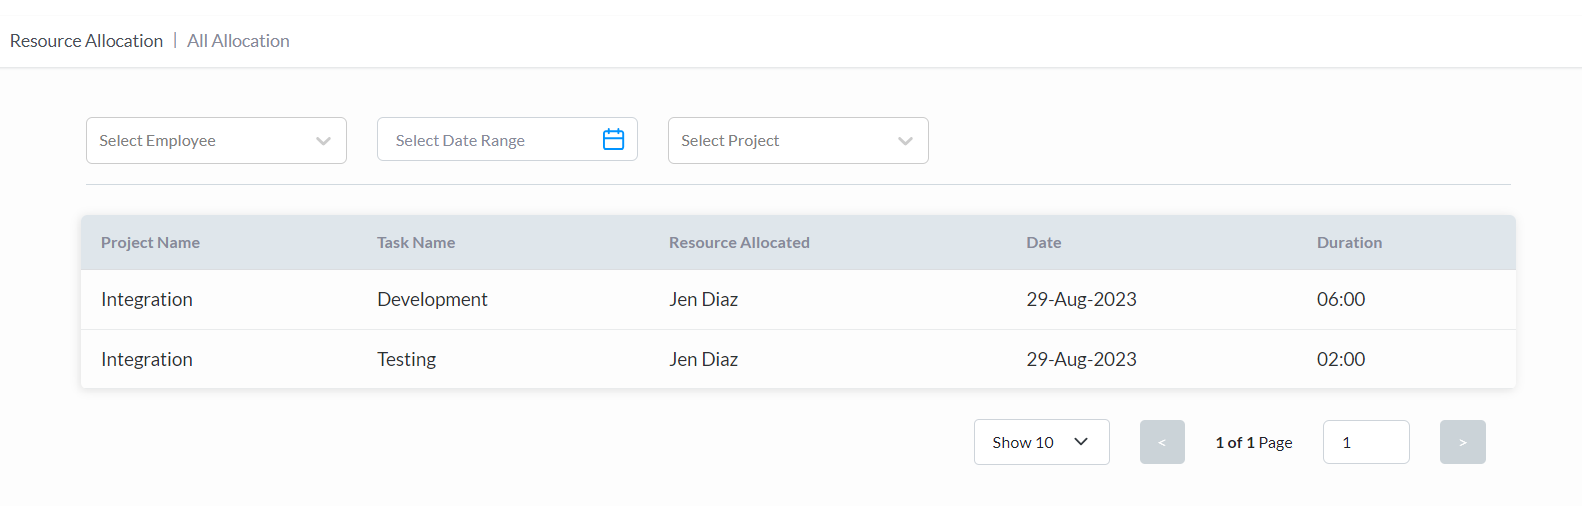 Resource Allocation | All Allocation
Select Employee Select Date Range Select Project
Project Name Task Name Resource Allocated Date Duration
Integration Development Jen Diaz 29-Aug-2023 06:00
Integration Testing Jen Diaz 29-Aug-2023 02:00
Show 10 < 1 of 1 Page 1 >